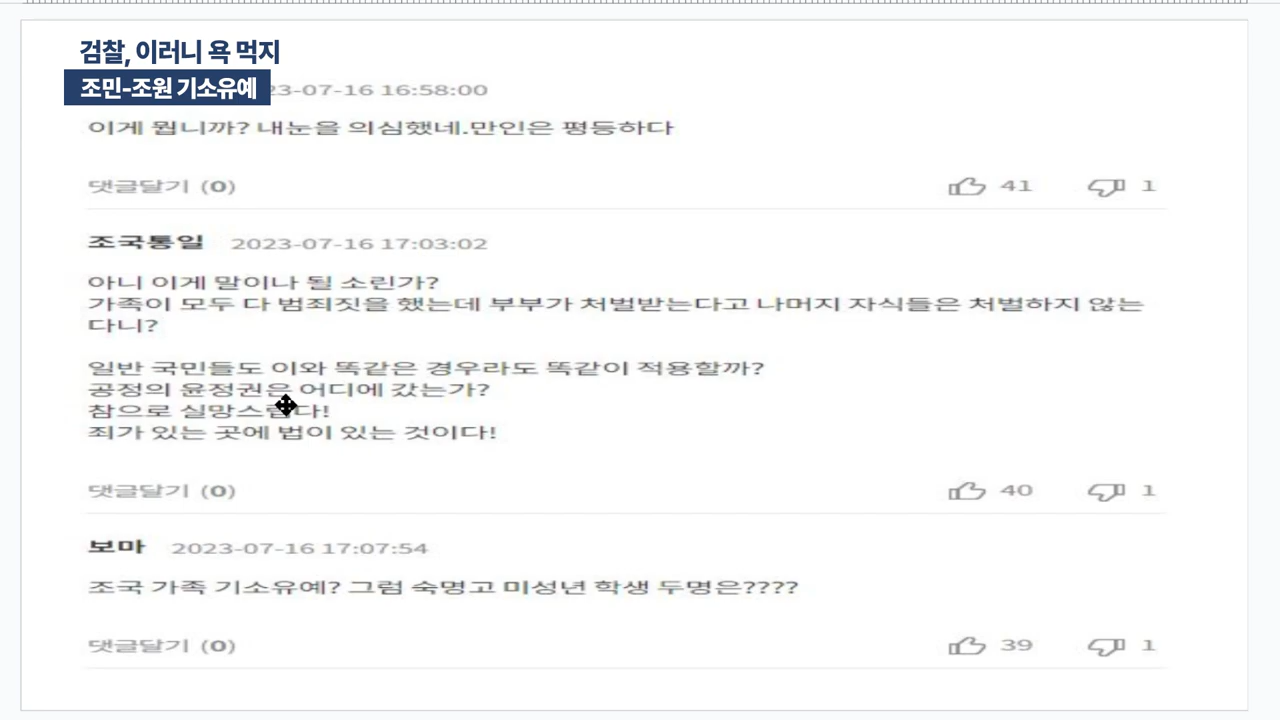 검찰, 이러니 욕 먹지
조민-조원 기소유예
23-07-16 16:58:00
이게 뭡니까? 내눈을 의심했네.만인은 평등하다
댓글달기 (0) 41 1
조국통일 2023-07-16 17:03:02
아니 이게 말이나 될 소린가?
가족이 모두 다 범죄짓을 했는데 부부가 처벌받는다고 나머지 자식들은 처벌하지 않는
다니?
일반 국민들도 이와 똑같은 경우라도 똑같이 적용할까?
공정의 윤정권은 어디에 갔는가?
참으로 실망스럽다!
죄가 있는 곳에 법이 있는 것이다!
댓글달기 (0) 40 1
보마 2023-07-16 17:07:54
조국 가족 기소유예? 그럼 숙명고 미성년 학생 두명은????
댓글달기 (0) 39 1